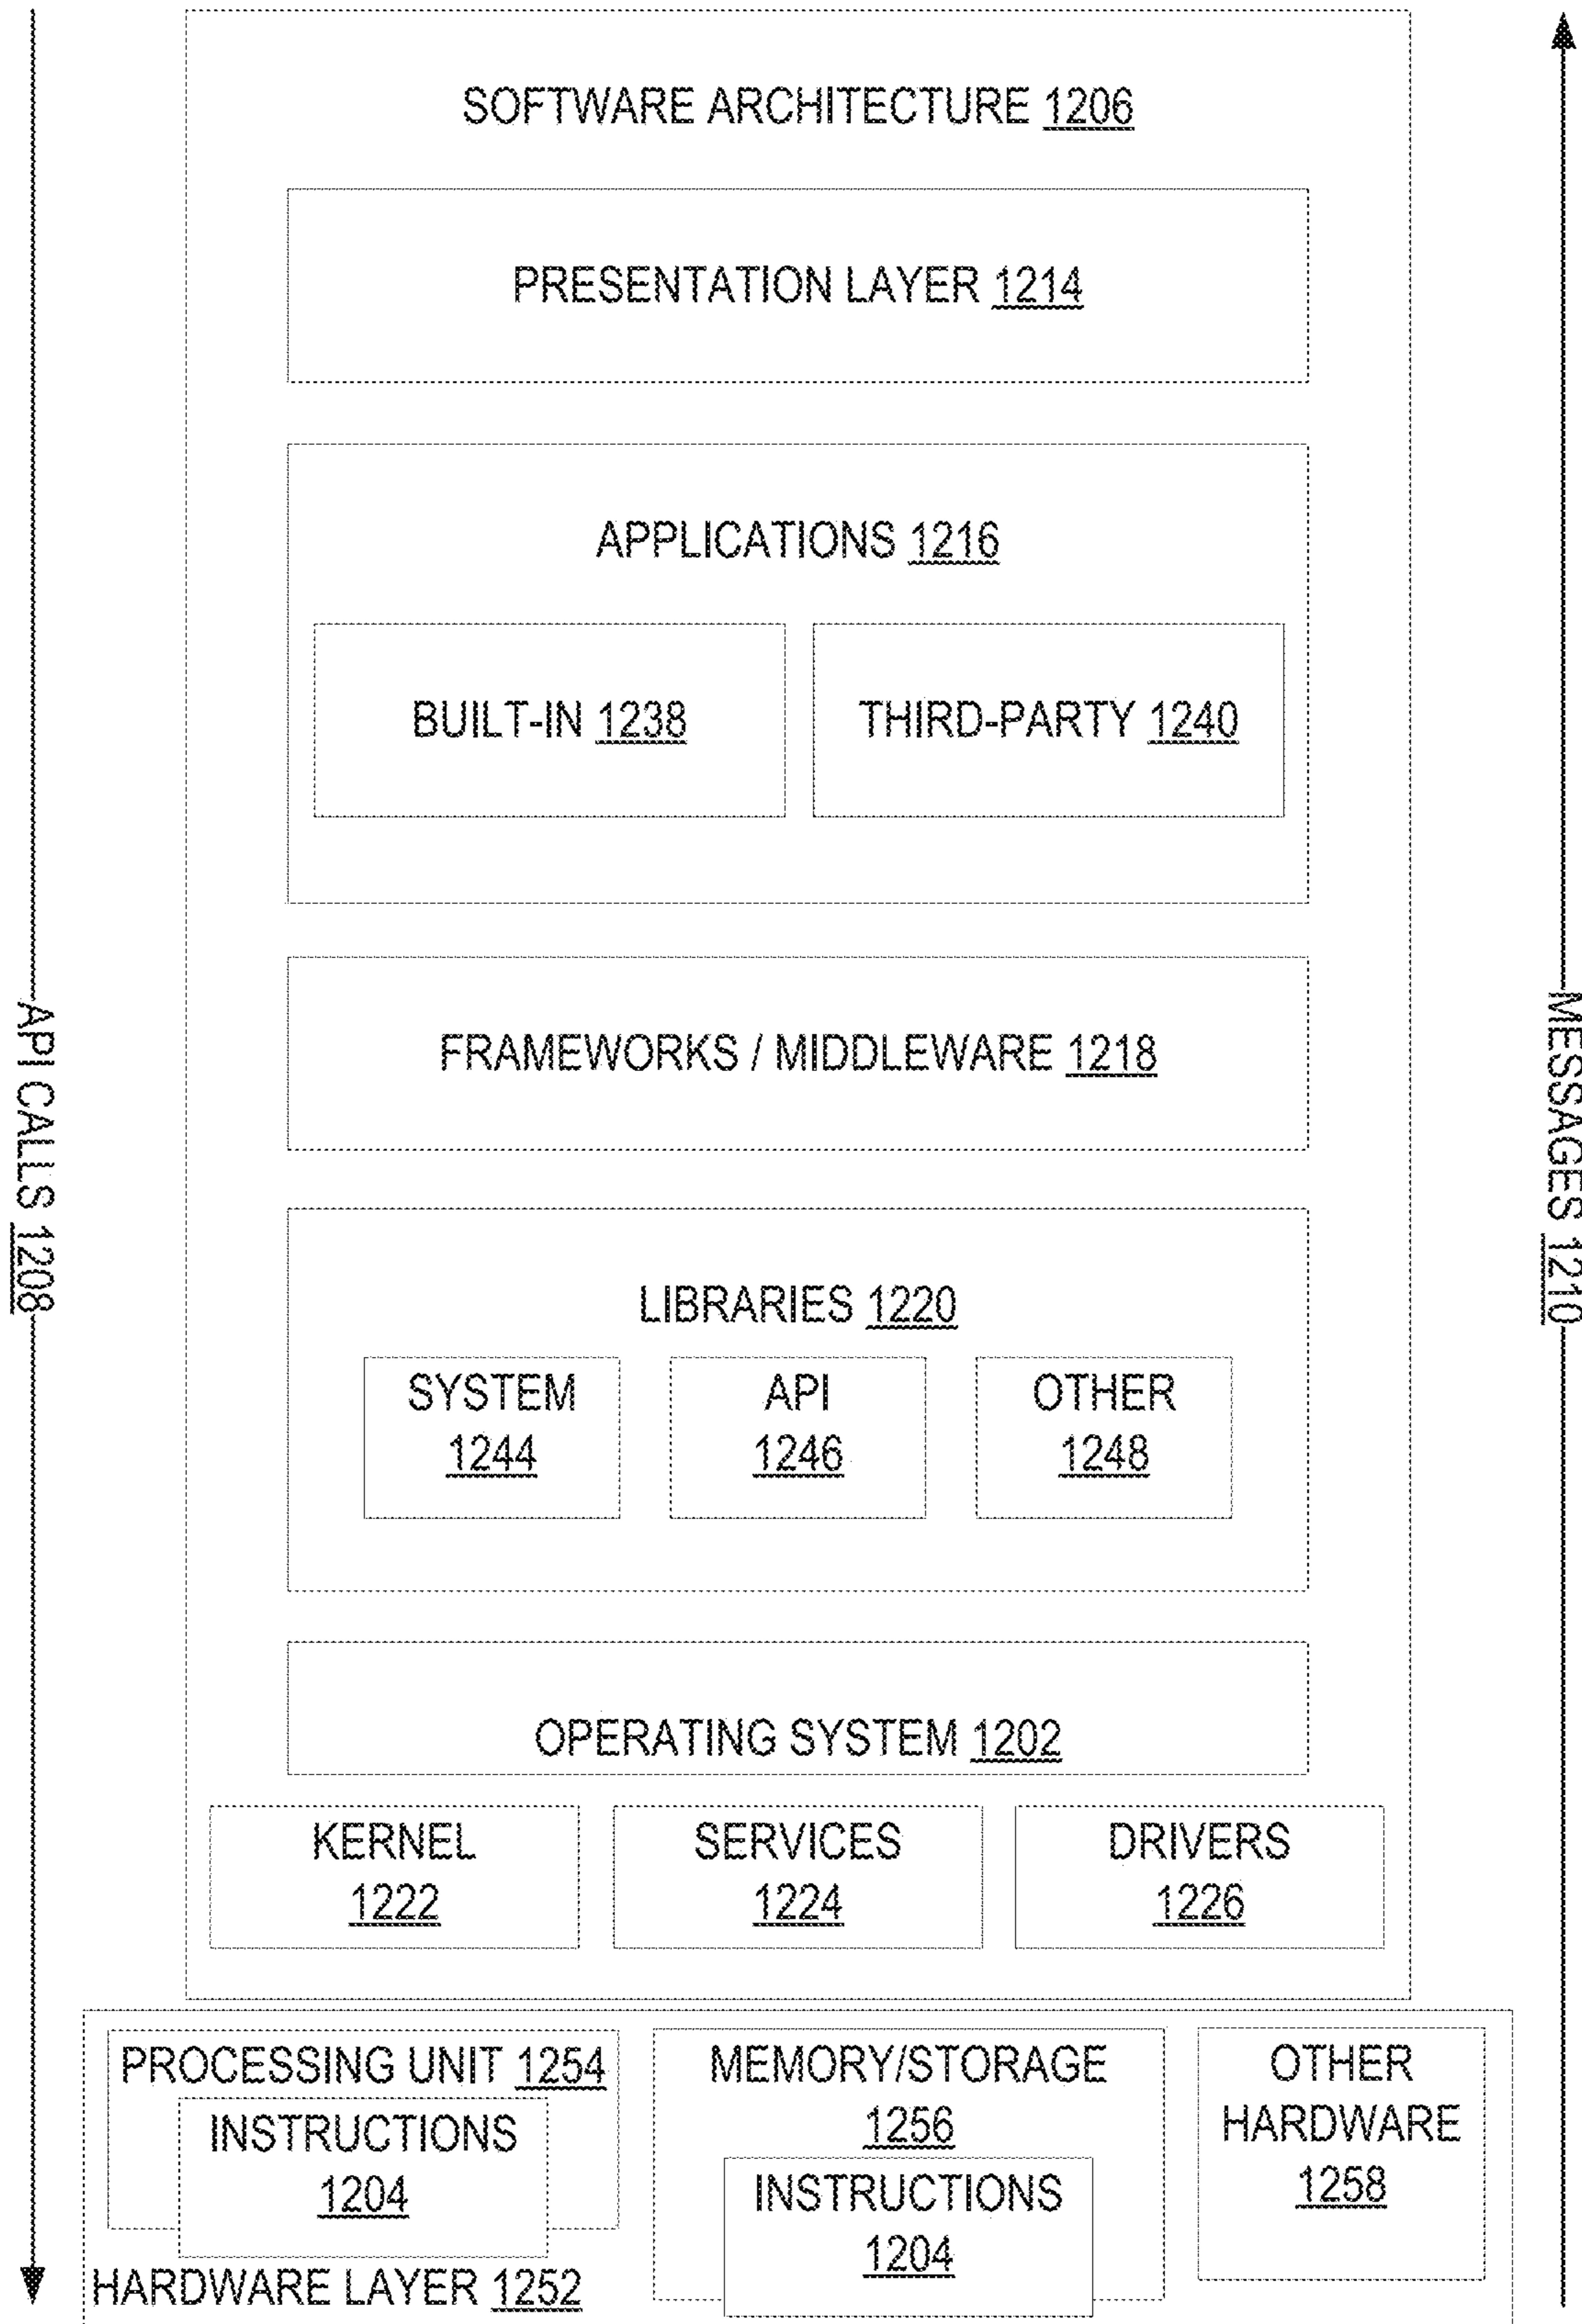 SOFTWARE ARCHITECTURE 1206
PRESENTATION LAYER 1214
APPLICATIONS 1216
BUILT-IN 1238
THIRD-PARTY 1240
FRAMEWORKS / MIDDLEWARE 1218
API CALLS 1208
MESSAGES 1210
LIBRARIES 1220
SYSTEM
1244
API
1246
OTHER
1248
OPERATING SYSTEM 1202
KERNEL
1222
SERVICES
1224
DRIVERS
1226
PROCESSING UNIT 1254
INSTRUCTIONS
1204
MEMORY/STORAGE
1256
INSTRUCTIONS
1204
OTHER
HARDWARE
1258
HARDWARE LAYER 1252